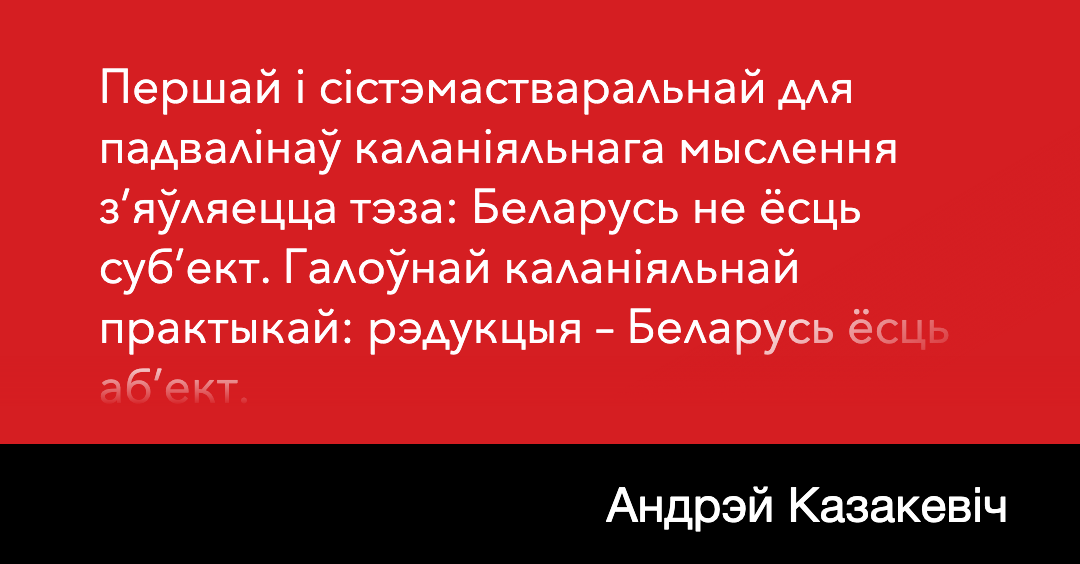 Першай і сістэмастваральнай для
падвалінаў каланіяльнага мыслення
з’яўляецца тэза: Беларусь не ёсць
суб’ект. Галоўнай каланіяльнай
практыкай: рэдукцыя – Беларусь ёсць
аб’ект.
Андрэй Казакевіч